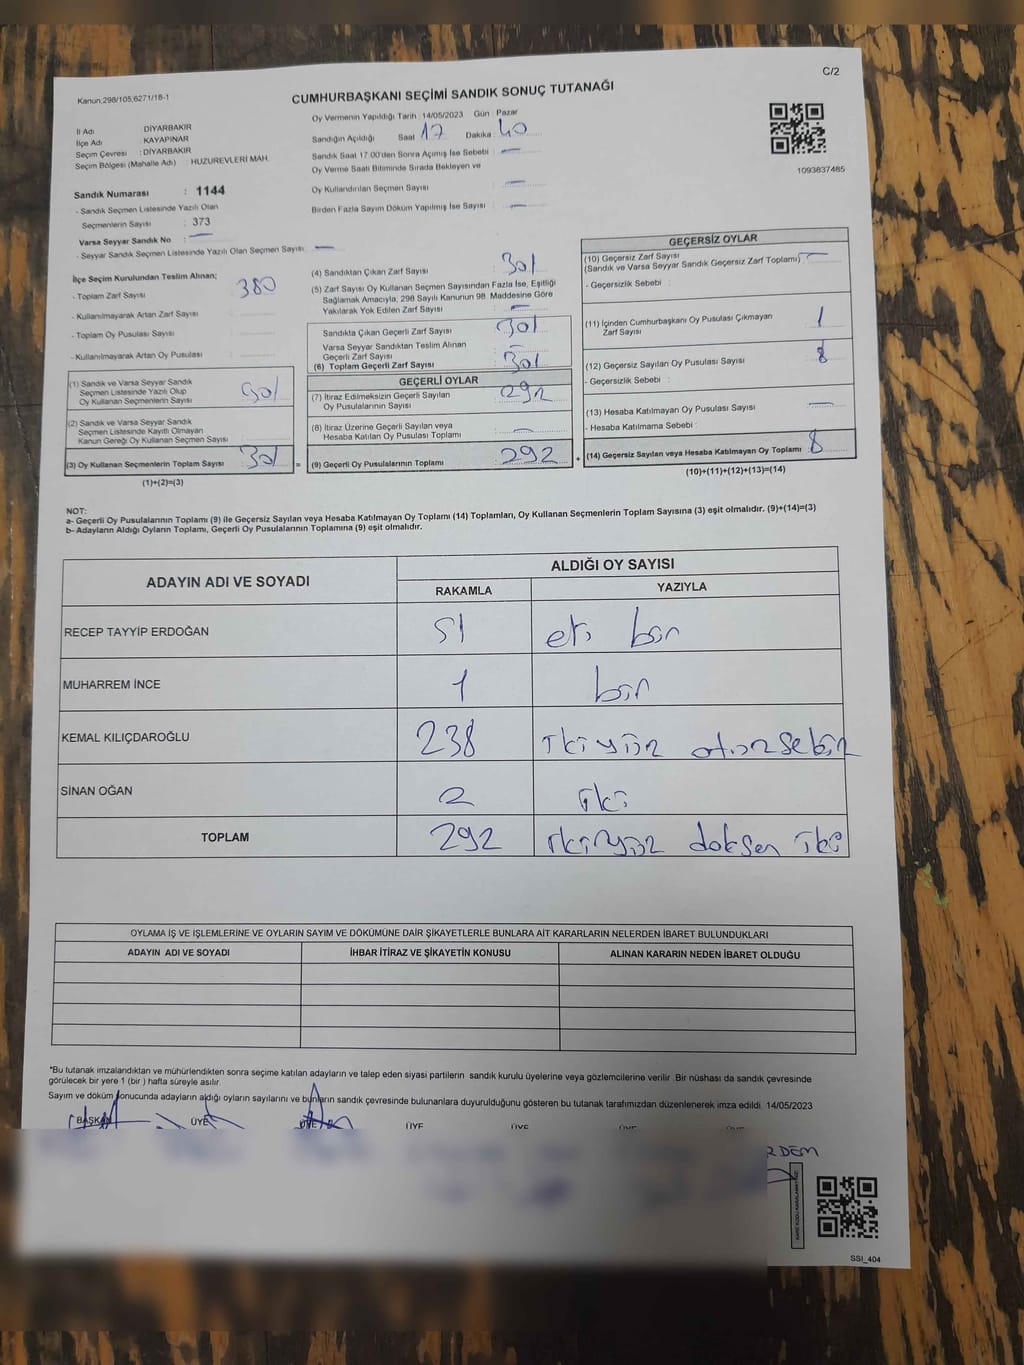 C/2
Kanun:298/105,6271/18-1
CUMHURBAŞKANI SEÇİMİ SANDIK SONUÇ TUTANAĞI
İl Adı DİYARBAKIR
İlçe Adı KAYAPINAR
Seçim Çevresi : DİYARBAKIR
Seçim Bölgesi (Mahalle Adı) : HUZUREVLERİ MAH.
Sandık Numarası : 1144
- Sandık Seçmen Listesinde Yazılı Olan
Seçmenlerin Sayısı : 373
Varsa Seyyar Sandık No : —
- Seyyar Sandık Seçmen Listesinde Yazılı Olan Seçmen Sayısı : —
Oy Vermenin Yapıldığı Tarih : 14/05/2023 Gün : Pazar
Sandığın Açıldığı Saat : 17 Dakika : 40
Sandık Saat 17:00'den Sonra Açılmış İse Sebebi : —
Oy Verme Saati Bitiminde Sırada Bekleyen ve
Oy Kullandırılan Seçmen Sayısı : —
Birden Fazla Sayım Döküm Yapılmış İse Sayısı : —
1093837485
İlçe Seçim Kurulundan Teslim Alınan;
- Toplam Zarf Sayısı : 380
- Kullanılmayarak Artan Zarf Sayısı :
- Toplam Oy Pusulası Sayısı :
- Kullanılmayarak Artan Oy Pusulası :
(1) Sandık ve Varsa Seyyar Sandık
Seçmen Listesinde Yazılı Olup
Oy Kullanan Seçmenlerin Sayısı : 301
(2) Sandık ve Varsa Seyyar Sandık
Seçmen Listesinde Kayıtlı Olmayan
Kanun Gereği Oy Kullanan Seçmen Sayısı :
(3) Oy Kullanan Seçmenlerin Toplam Sayısı : 301
(1)+(2)=(3)
(4) Sandıktan Çıkan Zarf Sayısı : 301
(5) Zarf Sayısı Oy Kullanan Seçmen Sayısından Fazla İse, Eşitliği
Sağlamak Amacıyla, 298 Sayılı Kanunun 98. Maddesine Göre
Yakılarak Yok Edilen Zarf Sayısı : —
Sandıkta Çıkan Geçerli Zarf Sayısı : 301
Varsa Seyyar Sandıktan Teslim Alınan
Geçerli Zarf Sayısı : —
(6) Toplam Geçerli Zarf Sayısı : 301
GEÇERLİ OYLAR
(7) İtiraz Edilmeksizin Geçerli Sayılan
Oy Pusulalarının Sayısı : 292
(8) İtiraz Üzerine Geçerli Sayılan veya
Hesaba Katılan Oy Pusulası Toplamı : —
= (9) Geçerli Oy Pusulalarının Toplamı : 292
GEÇERSİZ OYLAR
(10) Geçersiz Zarf Sayısı
(Sandık ve Varsa Seyyar Sandık Geçersiz Zarf Toplamı) : —
- Geçersizlik Sebebi :
(11) İçinden Cumhurbaşkanı Oy Pusulası Çıkmayan
Zarf Sayısı : 1
(12) Geçersiz Sayılan Oy Pusulası Sayısı : 8
- Geçersizlik Sebebi :
(13) Hesaba Katılmayan Oy Pusulası Sayısı : —
- Hesaba Katılmama Sebebi :
+ (14) Geçersiz Sayılan veya Hesaba Katılmayan Oy Toplamı : 8
(10)+(11)+(12)+(13)=(14)
NOT:
a- Geçerli Oy Pusulalarının Toplamı (9) ile Geçersiz Sayılan veya Hesaba Katılmayan Oy Toplamı (14) Toplamları, Oy Kullanan Seçmenlerin Toplam Sayısına (3) eşit olmalıdır. (9)+(14)=(3)
b- Adayların Aldığı Oyların Toplamı, Geçerli Oy Pusulalarının Toplamına (9) eşit olmalıdır.
ADAYIN ADI VE SOYADI ALDIĞI OY SAYISI
RAKAMLA YAZIYLA
RECEP TAYYİP ERDOĞAN 51 eti bir
MUHARREM İNCE 1 bir
KEMAL KILIÇDAROĞLU 238 ikiyüz otuzsebiz
SİNAN OĞAN 2 iki
TOPLAM 292 ikiyüz doksan iki
OYLAMA İŞ VE İŞLEMLERİNE VE OYLARIN SAYIM VE DÖKÜMÜNE DAİR ŞİKAYETLERLE BUNLARA AİT KARARLARIN NELERDEN İBARET BULUNDUKLARI
ADAYIN ADI VE SOYADI İHBAR İTİRAZ VE ŞİKAYETİN KONUSU ALINAN KARARIN NEDEN İBARET OLDUĞU
*Bu tutanak imzalandıktan ve mühürlendikten sonra seçime katılan adayların ve talep eden siyasi partilerin sandık kurulu üyelerine veya gözlemcilerine verilir. Bir nüshası da sandık çevresinde
görülecek bir yere 1 (bir) hafta süreyle asılır.
Sayım ve döküm sonucunda adayların aldığı oyların sayılarını ve bunların sandık çevresinde bulunanlara duyurulduğunu gösteren bu tutanak tarafımızdan düzenlenerek imza edildi. 14/05/2023
BAŞKAN ÜYE ÜYE ÜYE ÜYE ÜYE ÜYE
SSI_404